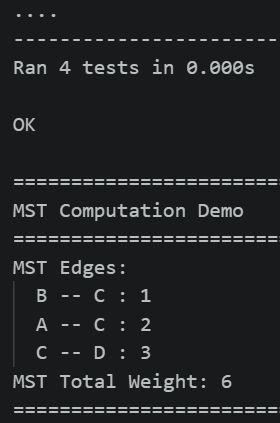 ....
-----------------------
Ran 4 tests in 0.000s
OK
=======================
MST Computation Demo
=======================
MST Edges:
B -- C : 1
A -- C : 2
C -- D : 3
MST Total Weight: 6
=======================